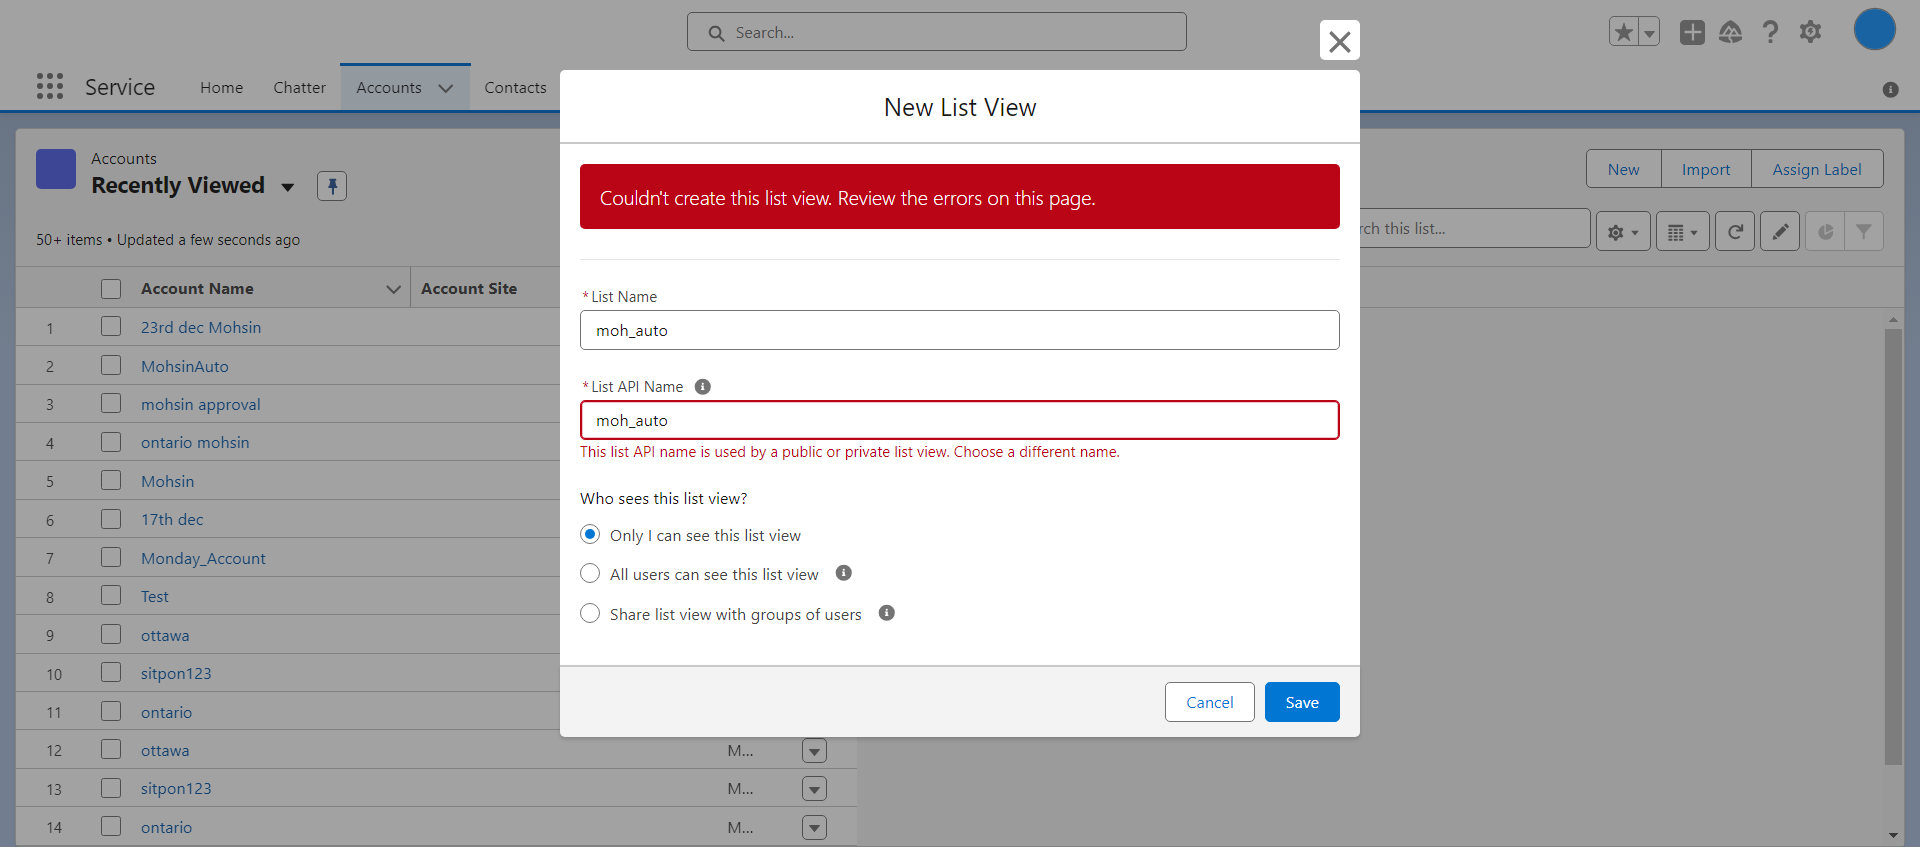 Search...
Service
Home
Chatter
Accounts
Contacts
New List View
Accounts
Recently Viewed
New
Import
Assign Label
Couldn't create this list view. Review the errors on this page.
50+ items • Updated a few seconds ago
rch this list...
Account Name
Account Site
*List Name
moh_auto
*List API Name
moh_auto
This list API name is used by a public or private list view. Choose a different name.
Who sees this list view?
Only I can see this list view
All users can see this list view
Share list view with groups of users
Cancel
Save
1 23rd dec Mohsin
2 MohsinAuto
3 mohsin approval
4 ontario mohsin
5 Mohsin
6 17th dec
7 Monday_Account
8 Test
9 ottawa
10 sitpon123
11 ontario
12 ottawa M...
13 sitpon123 M...
14 ontario M...